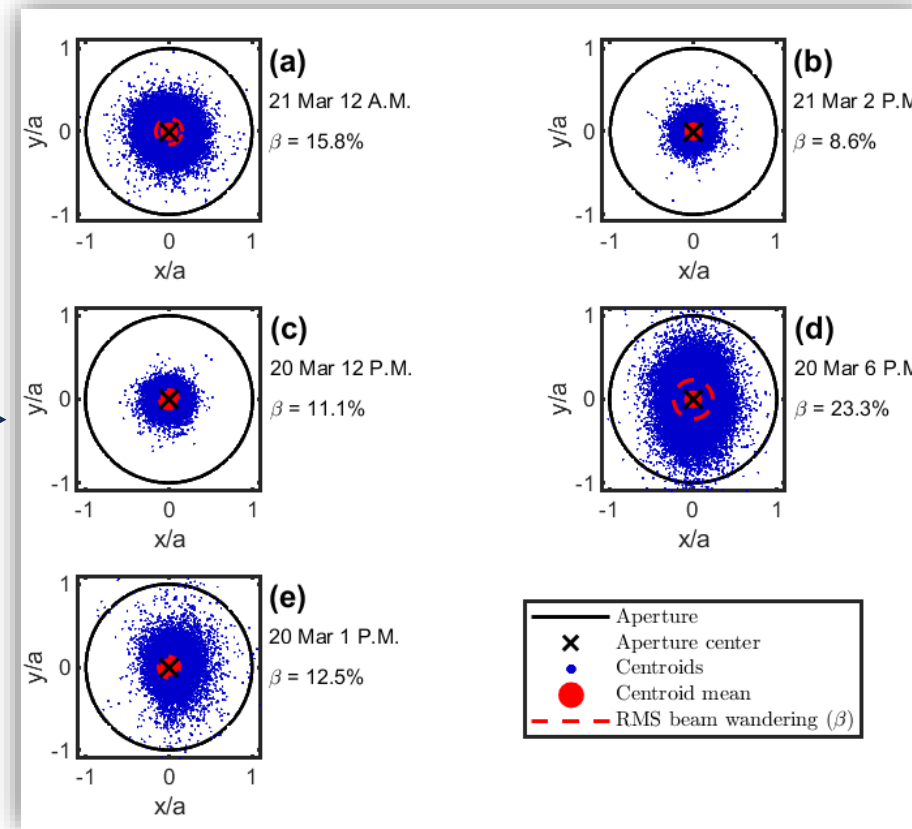 (a)
21 Mar 12 A.M.
β = 15.8%
1
0
-1
y/a
-1 0 1
x/a
(b)
21 Mar 2 P.M
β = 8.6%
1
0
-1
y/a
-1 0 1
x/a
(c)
20 Mar 12 P.M.
β = 11.1%
1
0
-1
y/a
-1 0 1
x/a
(d)
20 Mar 6 P.M
β = 23.3%
1
0
-1
y/a
-1 0 1
x/a
(e)
20 Mar 1 P.M.
β = 12.5%
1
0
-1
y/a
-1 0 1
x/a
Aperture
Aperture center
Centroids
Centroid mean
RMS beam wandering (β)